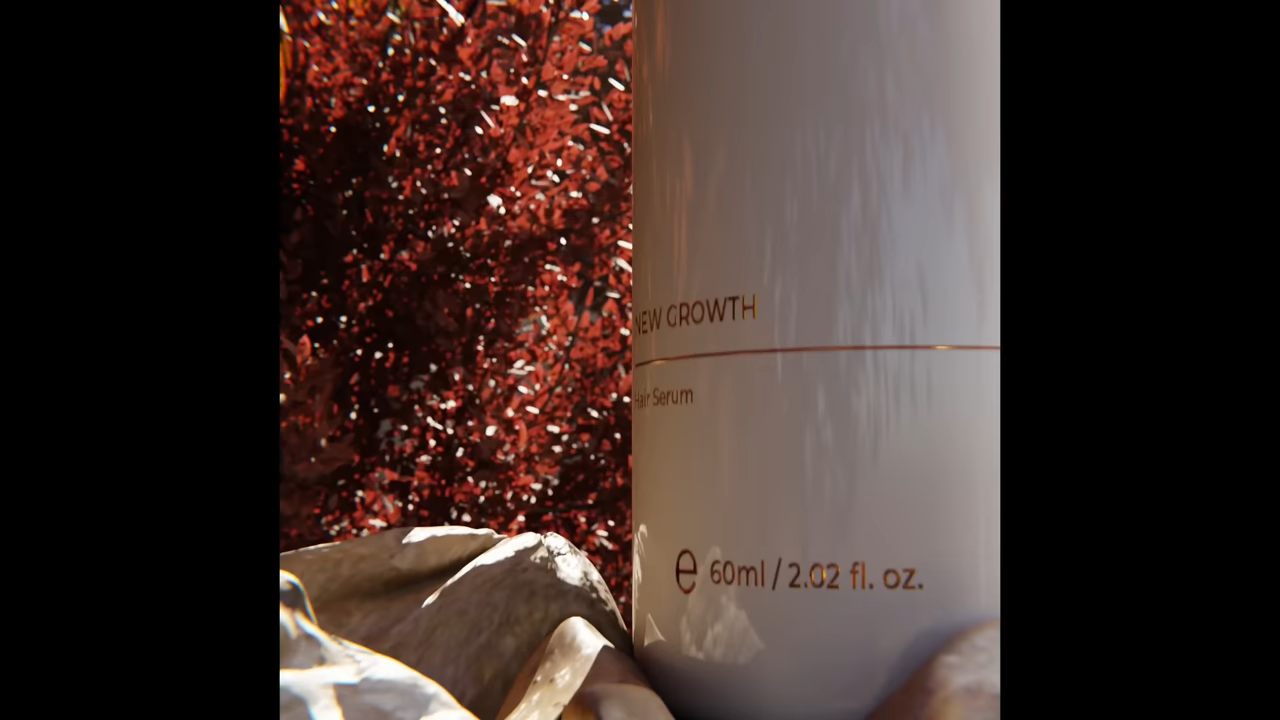 NEW GROWTH
Hair Serum
℮ 60ml / 2.02 fl. oz.